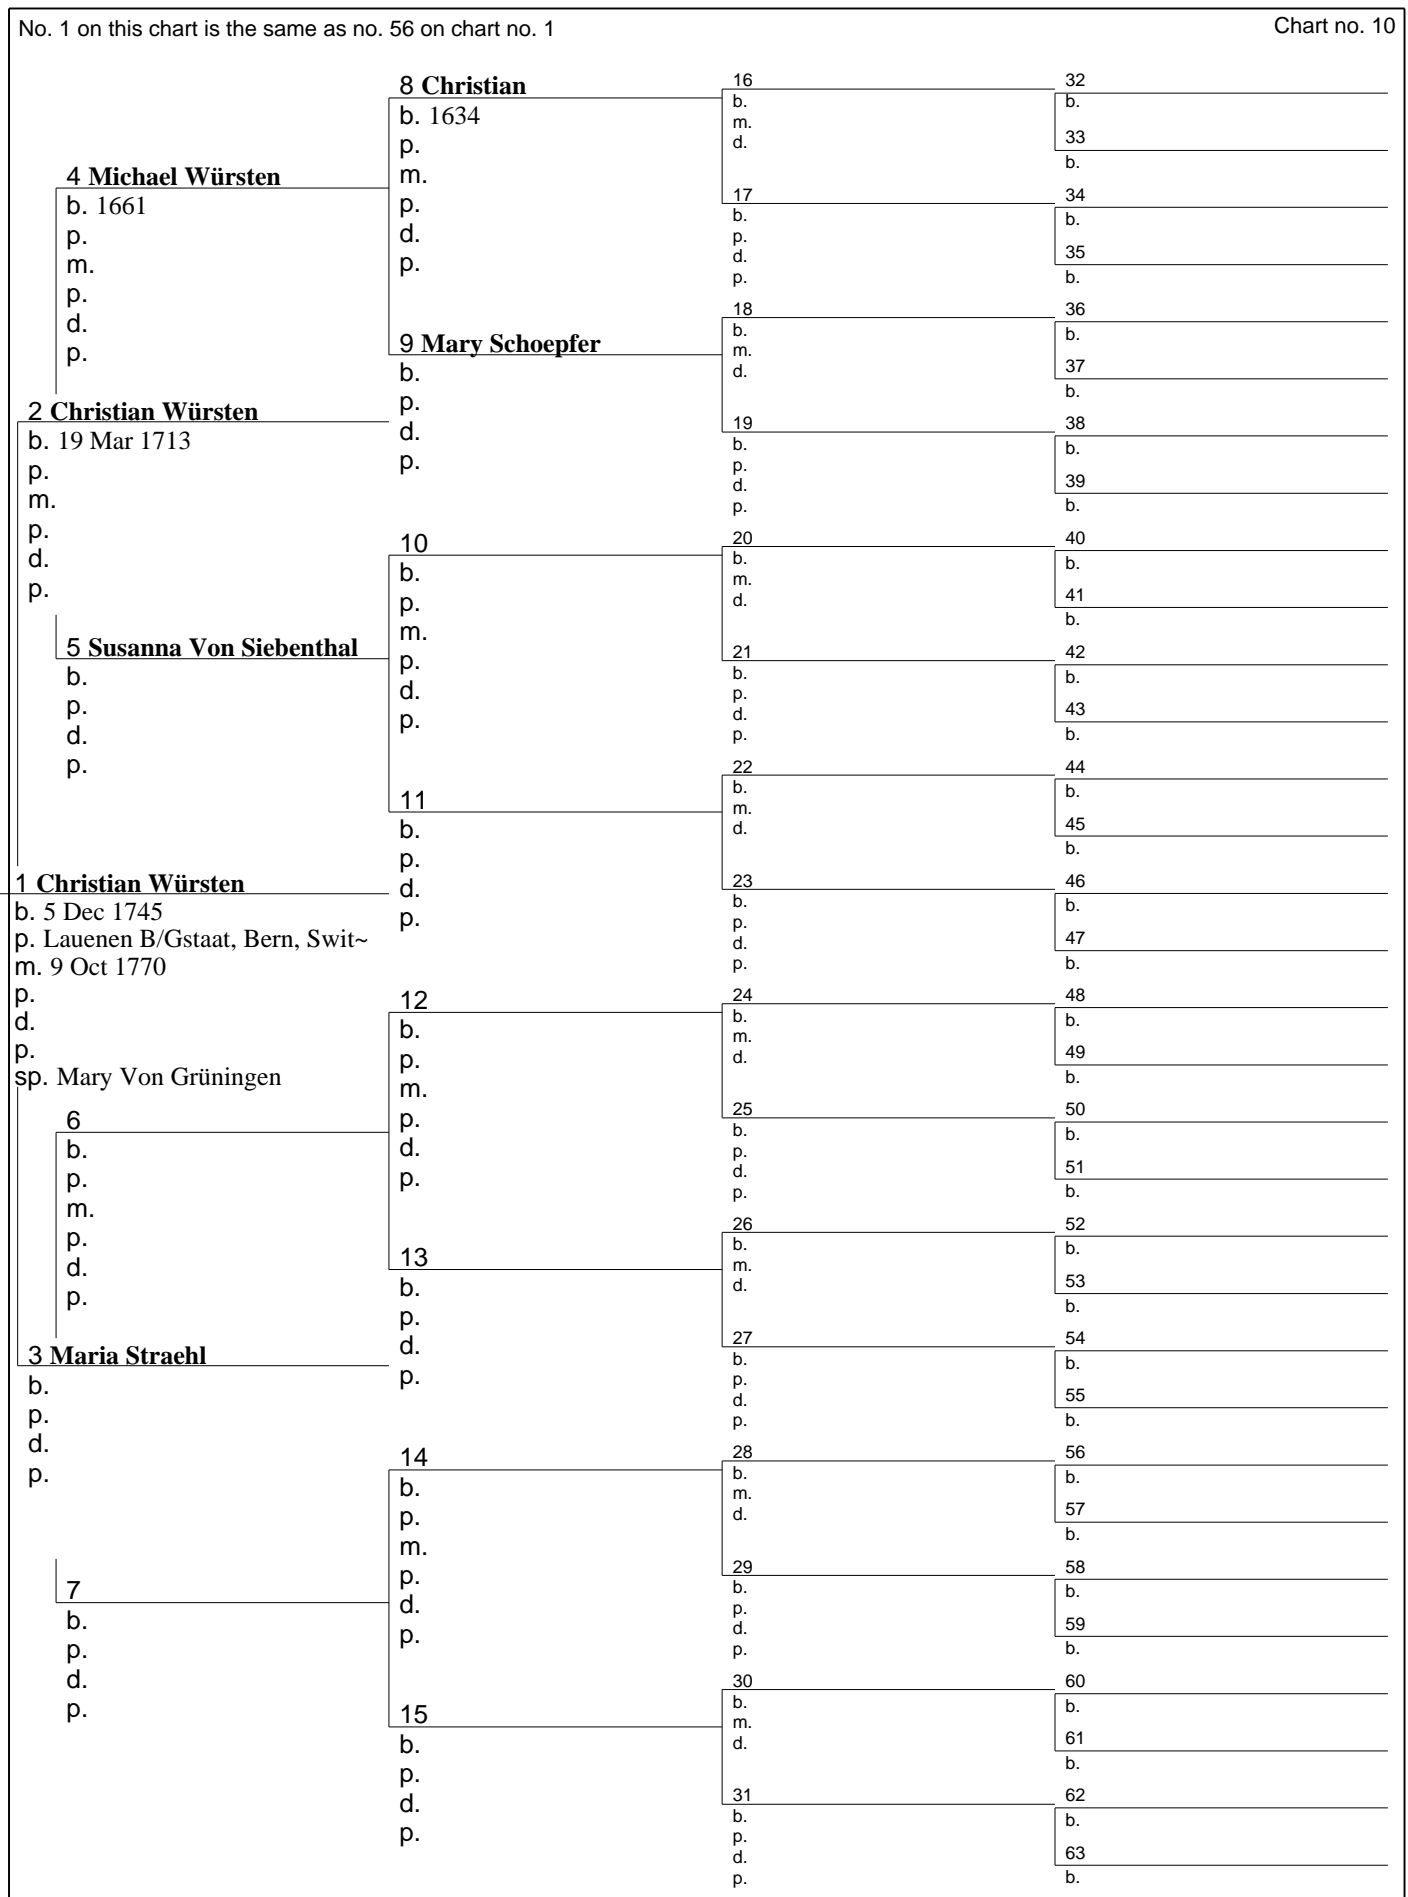 No. 1 on this chart is the same as no. 56 on chart no. 1
Chart no. 10
1 Christian Würsten
b. 5 Dec 1745
p. Lauenen B/Gstaat, Bern, Swit~
m. 9 Oct 1770
p.
d.
p.
sp. Mary Von Grüningen
2 Christian Würsten
b. 19 Mar 1713
p.
m.
p.
d.
p.
3 Maria Straehl
b.
p.
d.
p.
4 Michael Würsten
b. 1661
p.
m.
p.
d.
p.
5 Susanna Von Siebenthal
b.
p.
d.
p.
6
b.
p.
m.
p.
d.
p.
7
b.
p.
d.
p.
8 Christian
b. 1634
p.
m.
p.
d.
p.
9 Mary Schoepfer
b.
p.
d.
p.
10
b.
p.
m.
p.
d.
p.
11
b.
p.
d.
p.
12
b.
p.
m.
p.
d.
p.
13
b.
p.
d.
p.
14
b.
p.
m.
p.
d.
p.
15
b.
p.
d.
p.
16
b.
m.
d.
17
b.
p.
d.
p.
18
b.
m.
d.
19
b.
p.
d.
p.
20
b.
m.
d.
21
b.
p.
d.
p.
22
b.
m.
d.
23
b.
p.
d.
p.
24
b.
m.
d.
25
b.
p.
d.
p.
26
b.
m.
d.
27
b.
p.
d.
p.
28
b.
m.
d.
29
b.
p.
d.
p.
30
b.
m.
d.
31
b.
p.
d.
p.
32
b.
33
b.
34
b.
35
b.
36
b.
37
b.
38
b.
39
b.
40
b.
41
b.
42
b.
43
b.
44
b.
45
b.
46
b.
47
b.
48
b.
49
b.
50
b.
51
b.
52
b.
53
b.
54
b.
55
b.
56
b.
57
b.
58
b.
59
b.
60
b.
61
b.
62
b.
63
b.